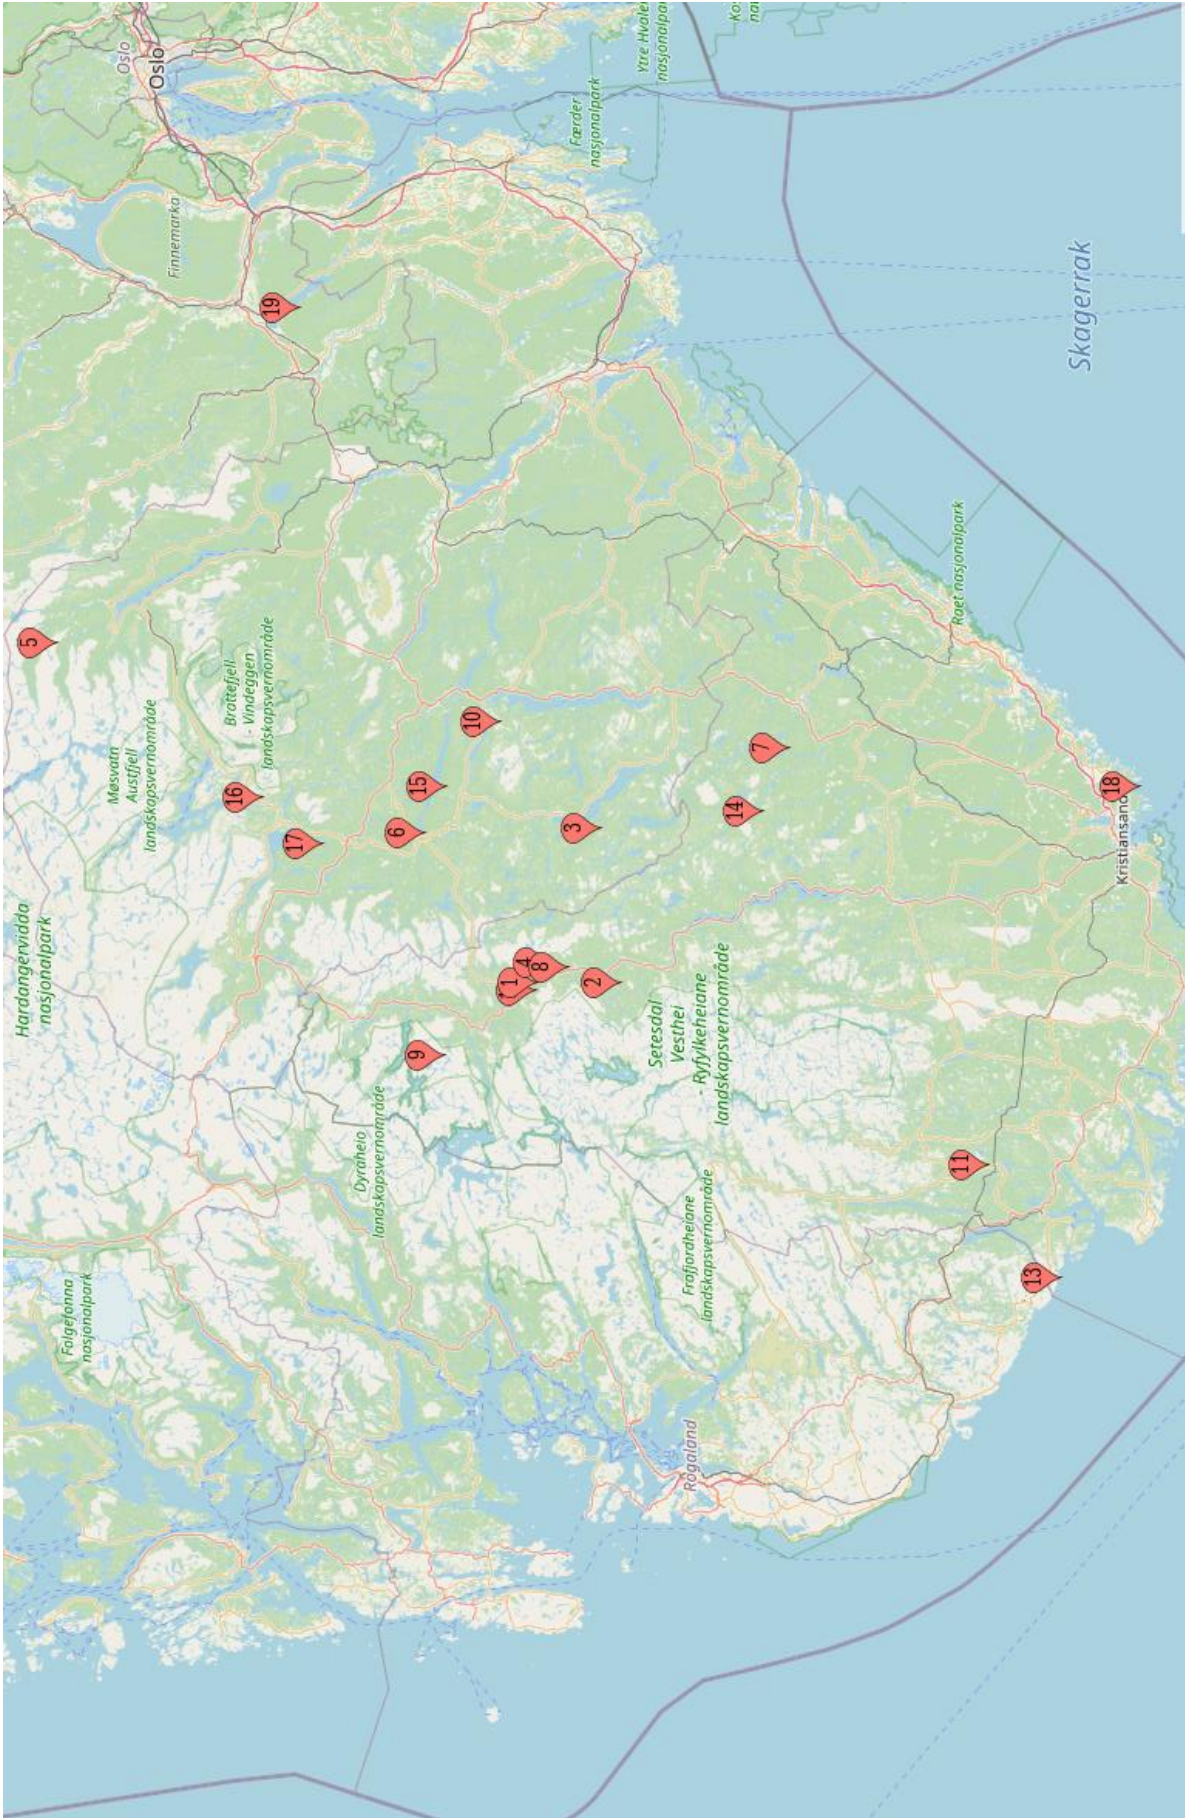 Hardangervidda
nasjonalpark
5
Folgefonna
nasjonalpark
Møsvatn
Austfjell
landskapsvernområde
Oslo
Oslo
Finnemarka
Brattefjell
- Vindeggen
landskapsvernområde
16
19
17
Dyraheio
landskapsvernområde
6
9
15
10
1
4
8
3
2
Færder
nasjonalpark
Ytre Hvaler
Setesdal
Vesthei
- Ryfylkeheiane
landskapsvernområde
Rogaland
Frafjordheiane
landskapsvernområde
14
7
Raet nasjonalpark
11
13
Skagerrak
18
Kristiansand